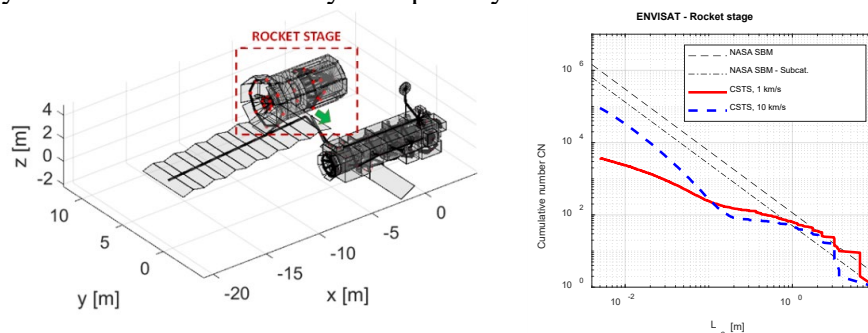 ROCKET STAGE
z [m]
4
2
0
-2
10
5
0
y [m]
-20
-15
-10
-5
0
x [m]
ENVISAT - Rocket stage
NASA SBM
NASA SBM - Subcat.
CSTS, 1 km/s
CSTS, 10 km/s
Cumulative number CN
10 6
10 4
10 2
10 0
10 -2
10 0
L [m]